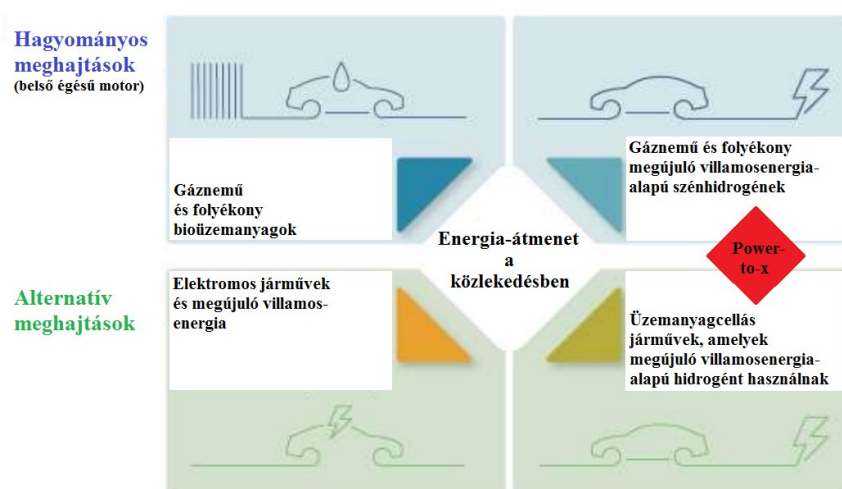 Hagyományos
meghajtások
(belső égésű motor)
Gáznemű
és folyékony
bioüzemanyagok
Gáznemű és folyékony
megújuló villamosenergia-
alapú szénhidrogének
Energia-átmenet
a
közlekedésben
Power-
to-x
Alternatív
meghajtások
Elektromos járművek
és megújuló villamos-
energia
Üzemanyagcellás
járművek, amelyek
megújuló villamosenergia-
alapú hidrogént használnak